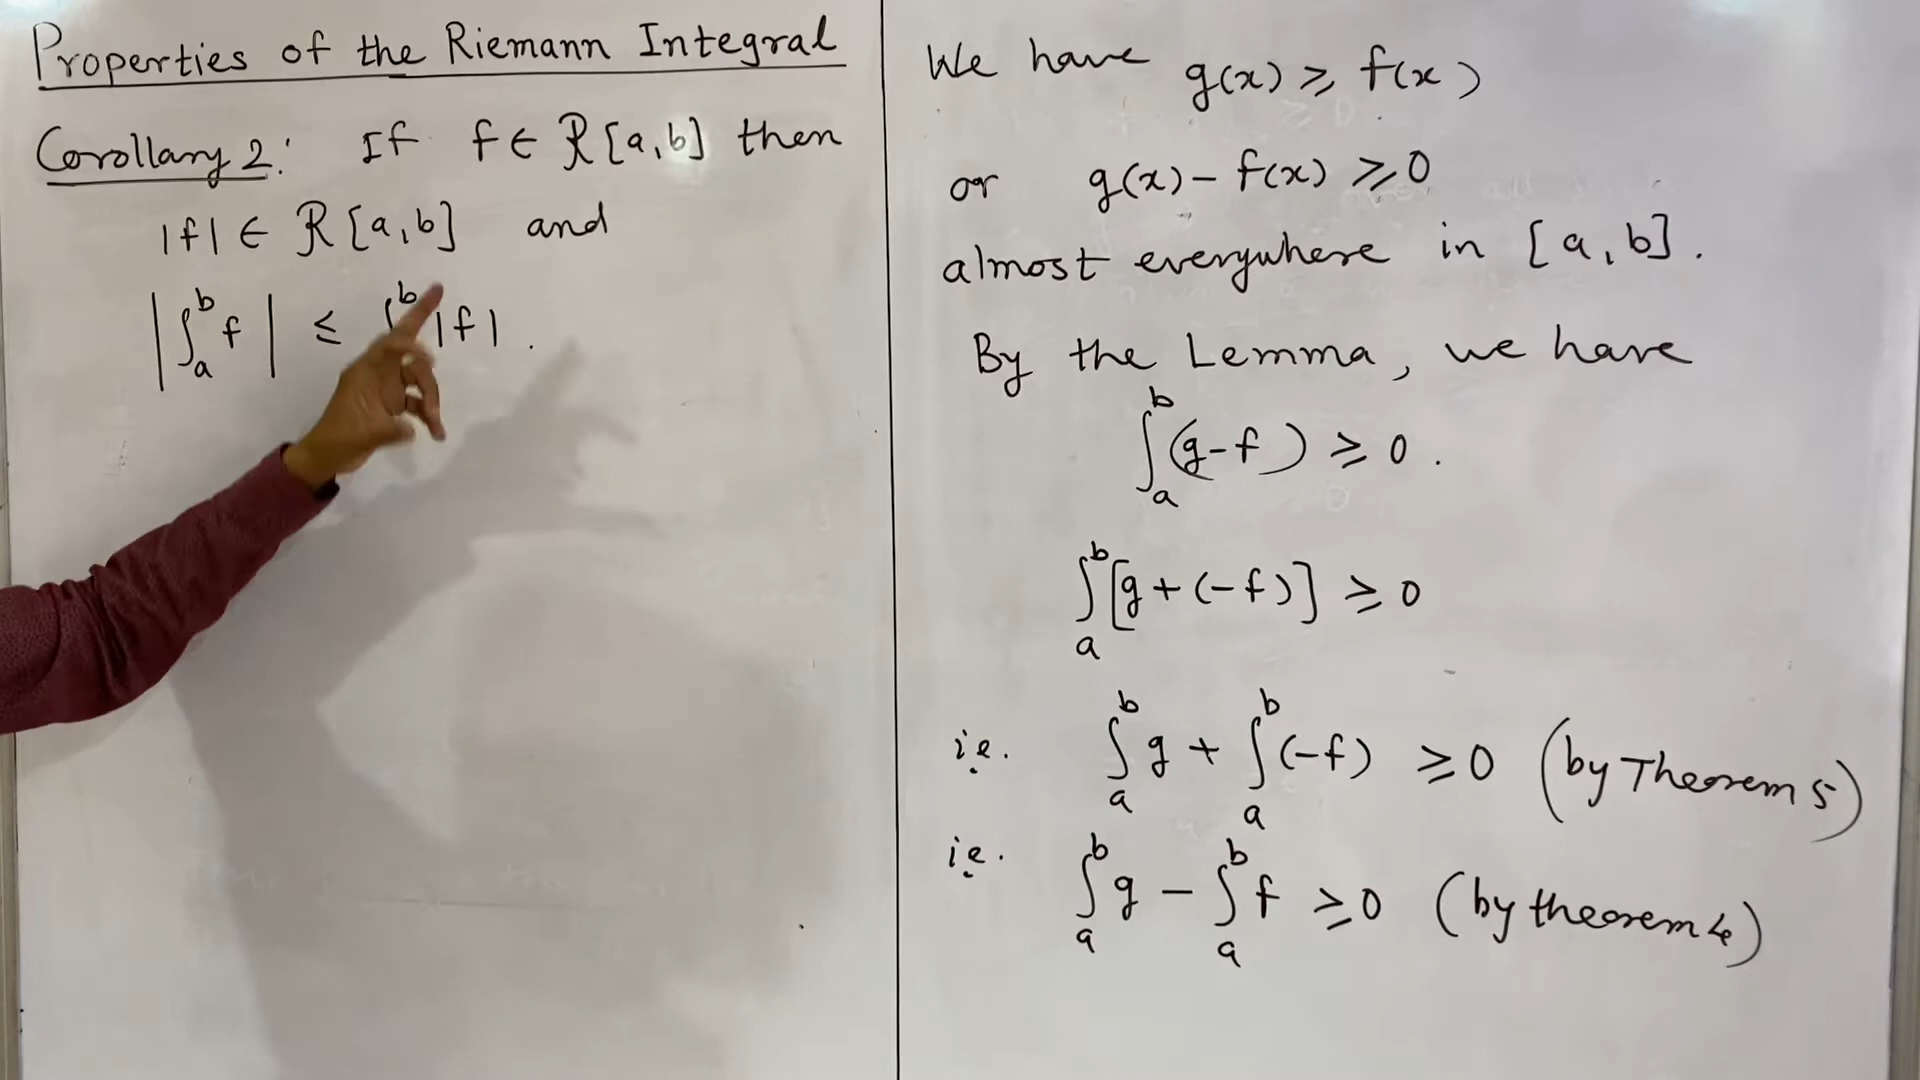 Properties of the Riemann Integral
Corollary 2: If f ∈ ℛ[a,b] then
|f| ∈ ℛ[a,b] and
|∫_a^b f| ≤ ∫^b |f|.
We have g(x) ⩾ f(x)
or g(x) - f(x) ⩾ 0
almost everywhere in [a,b].
By the Lemma, we have
∫_a^b (g-f) ⩾ 0.
∫_a^b [g+(-f)] ⩾ 0
i.e. ∫_a^b g + ∫_a^b (-f) ⩾ 0 (by Theorem 5)
i.e. ∫_a^b g - ∫_a^b f ⩾ 0 (by theorem 4)